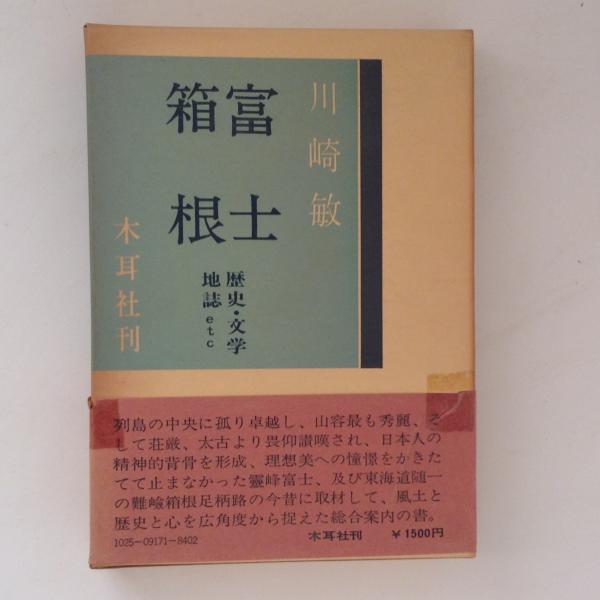 川崎敏
富士
箱根
歴史・文学
地誌etc
木耳社刊
列島の中央に孤り卓越し、山容最も秀麗、そ
して荘厳、太古より畏仰讃嘆され、日本人の
精神的背骨を形成、理想美への憧憬をかきた
てて止まなかった靈峰富士、及び東海道随一
の難嶮箱根足柄路の今昔に取材して、風土と
歴史と心を広角度から捉えた総合案内の書。
1025-09171-8402 木耳社刊 ￥1500円